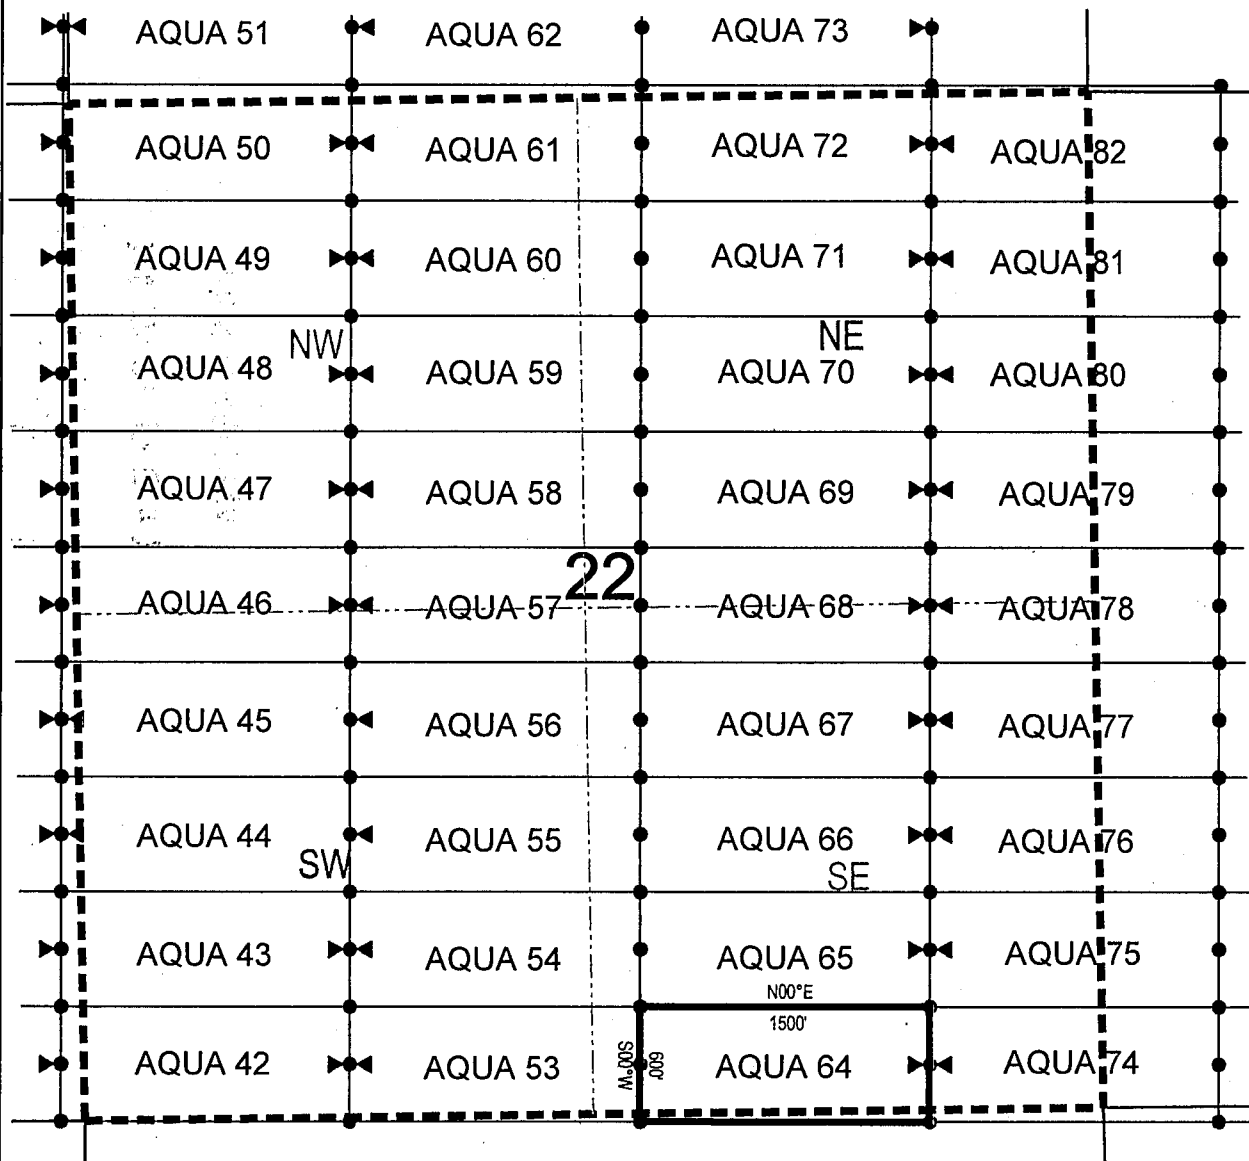 AQUA 51 AQUA 62 AQUA 73
AQUA 50 AQUA 61 AQUA 72 AQUA 82
AQUA 49 AQUA 60 AQUA 71 AQUA 81
NW NE
AQUA 48 AQUA 59 AQUA 70 AQUA 80
AQUA 47 AQUA 58 AQUA 69 AQUA 79
22
AQUA 46 AQUA 57 AQUA 68 AQUA 78
AQUA 45 AQUA 56 AQUA 67 AQUA 77
AQUA 44 AQUA 55 AQUA 66 AQUA 76
SW SE
AQUA 43 AQUA 54 AQUA 65 AQUA 75
N00°E
1500'
S00°W
600'
AQUA 42 AQUA 53 AQUA 64 AQUA 74